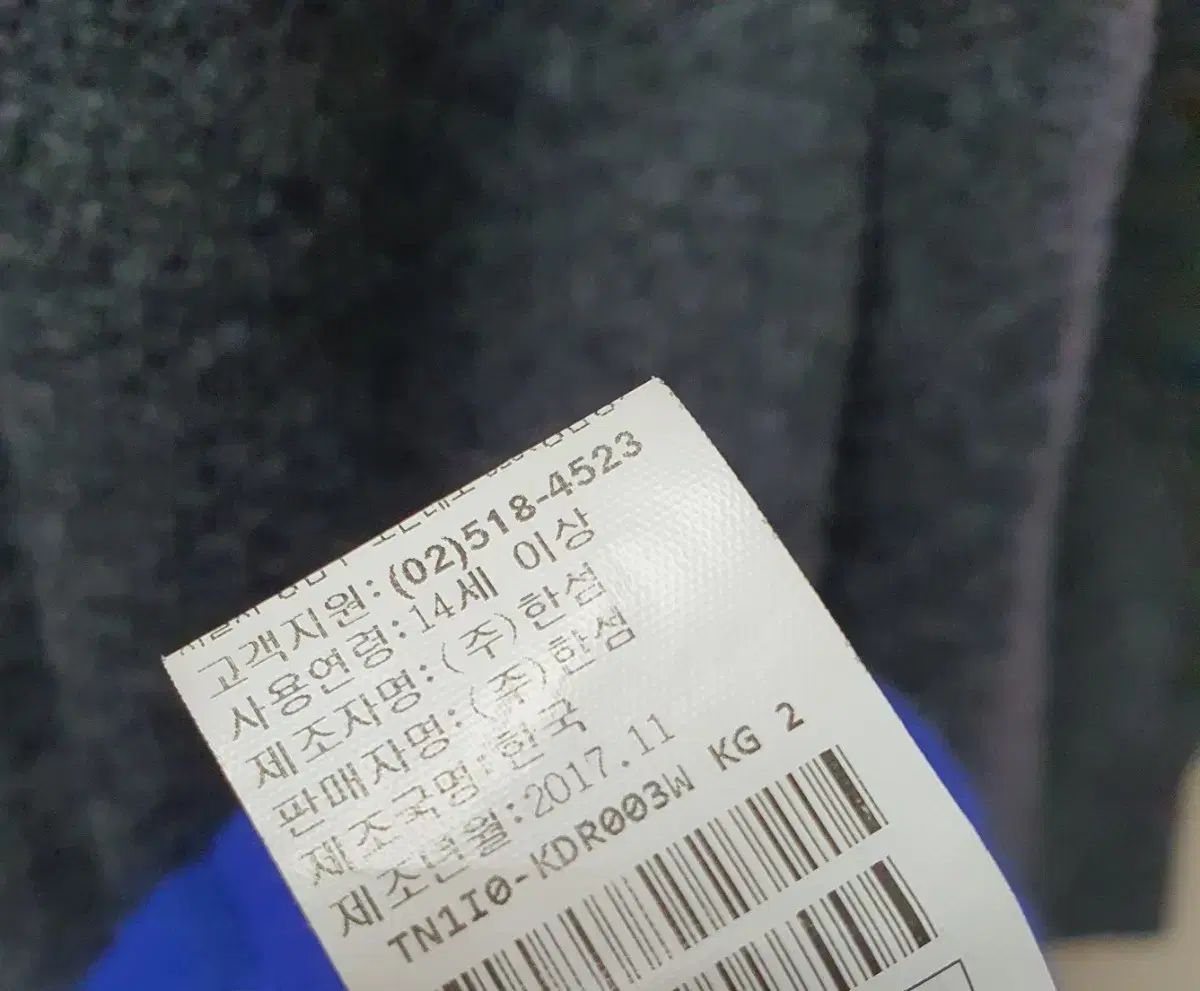 고객지원:(02)518-4523
사용연령:14세 이상
제조자명:(주)한섬
판매자명:(주)한섬
제조국명:한국
제조년월:2017.11
TN1I0-KDR003W KG 2